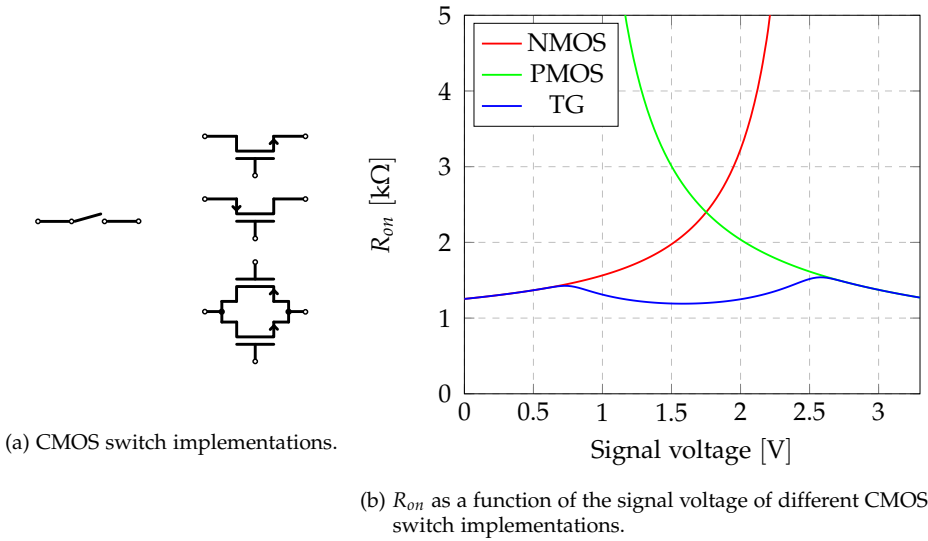 NMOS
PMOS
TG
5
4
3
2
1
0
R_on [kΩ]
0 0.5 1 1.5 2 2.5 3
Signal voltage [V]
(a) CMOS switch implementations.
(b) R_on as a function of the signal voltage of different CMOS
switch implementations.